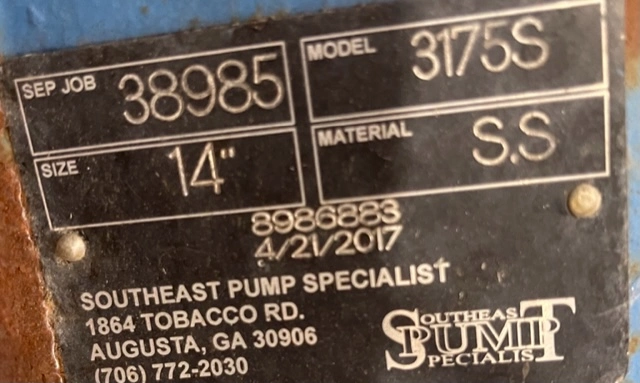 SEP JOB 38985 MODEL 3175S
SIZE 14" MATERIAL S.S
8986883
4/21/2017
SOUTHEAST PUMP SPECIALIST
1864 TOBACCO RD.
AUGUSTA, GA 30906
(706) 772-2030
SOUTHEAST
PUMP
SPECIALIST